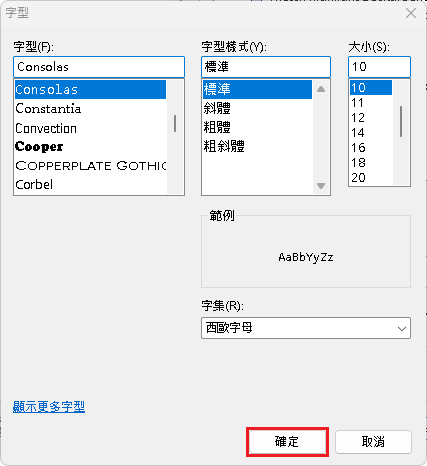 字型
字型(F):
Consolas
Consolas
Constantia
Convection
Cooper
COPPERPLATE GOTHIC
Corbel
字型樣式(Y):
標準
標準
斜體
粗體
粗斜體
大小(S):
10
10
11
12
14
16
18
20
範例
AaBbYyZz
字集(R):
西歐字母
顯示更多字型
確定
取消